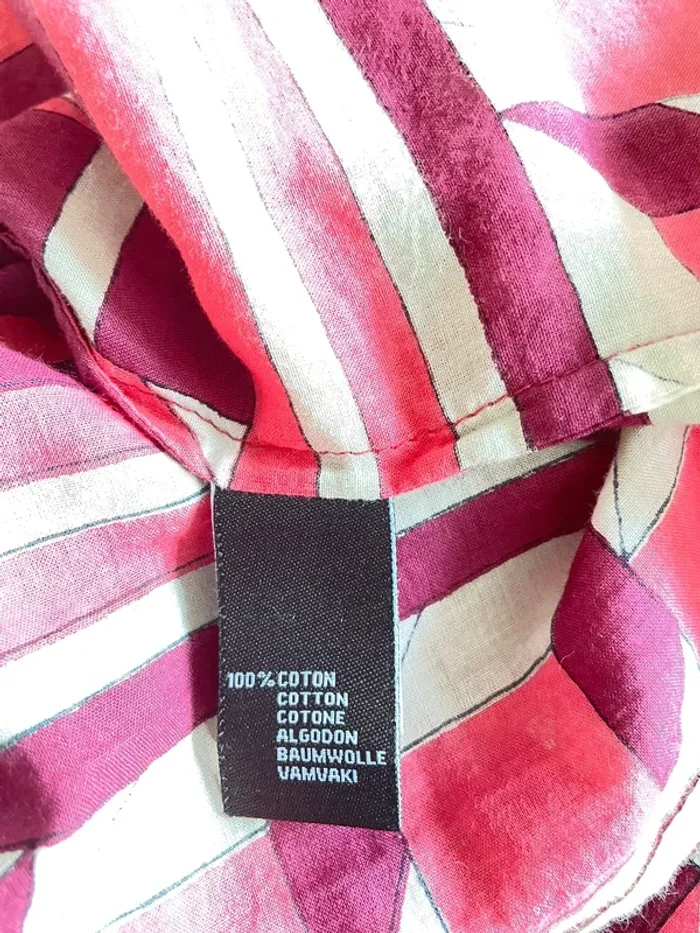 100% COTON
COTTON
COTONE
ALGODON
BAUMWOLLE
VAMVAKI